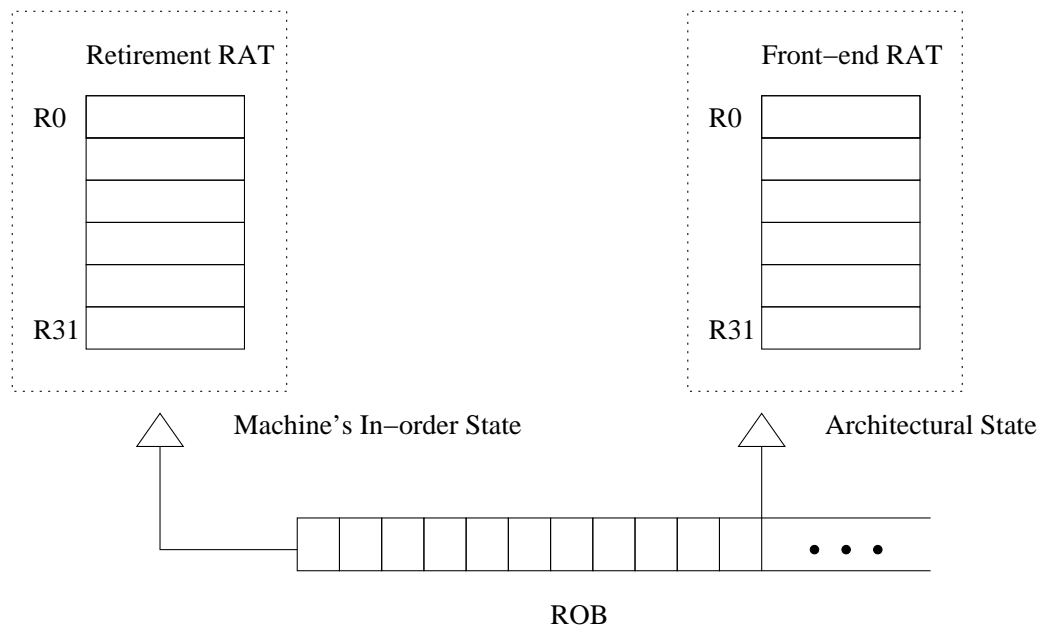 Retirement RAT
Front−end RAT
R0
R0
R31
R31
Machine's In−order State
Architectural State
ROB